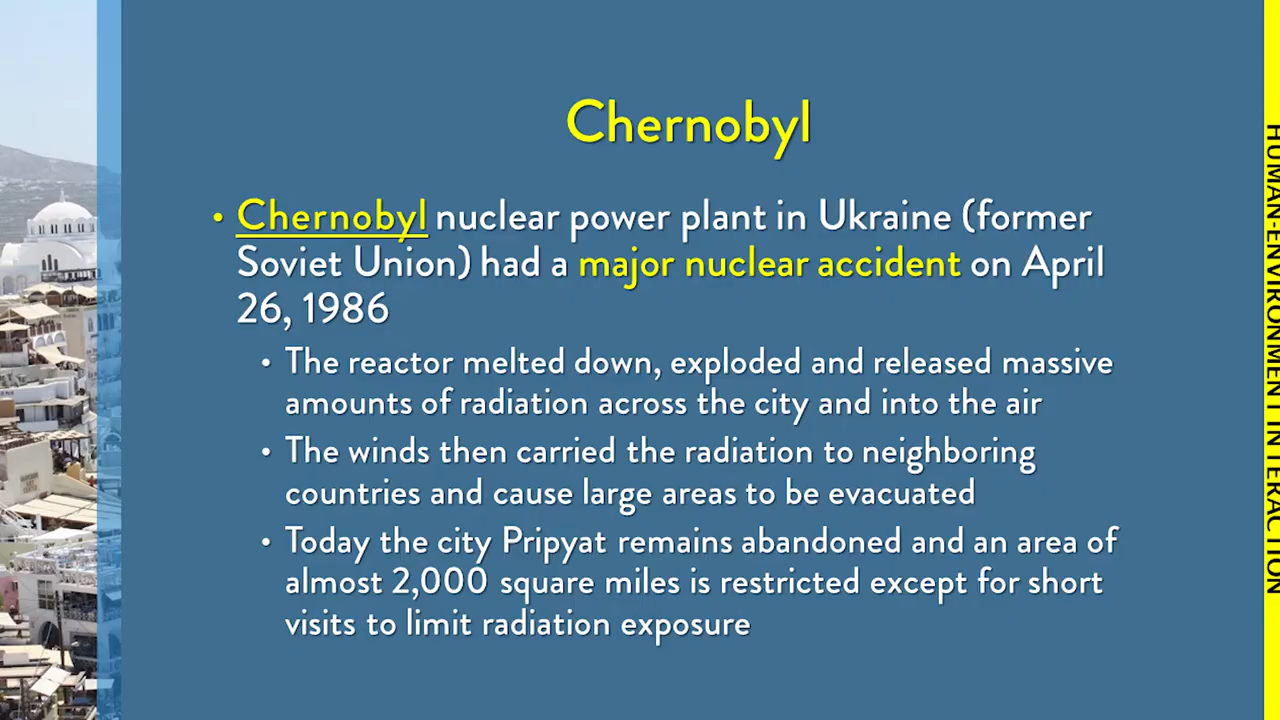 Chernobyl
• Chernobyl nuclear power plant in Ukraine (former
Soviet Union) had a major nuclear accident on April
26, 1986
• The reactor melted down, exploded and released massive
amounts of radiation across the city and into the air
• The winds then carried the radiation to neighboring
countries and cause large areas to be evacuated
• Today the city Pripyat remains abandoned and an area of
almost 2,000 square miles is restricted except for short
visits to limit radiation exposure
HUMAN-ENVIRONMENT INTERACTION